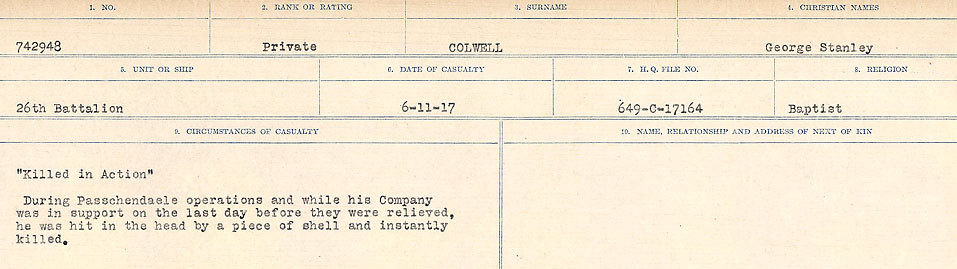 1. NO. 2. RANK OR RATING 3. SURNAME 4. CHRISTIAN NAMES
742948 Private COLWELL George Stanley
5. UNIT OR SHIP 6. DATE OF CASUALTY 7. H.Q. FILE NO. 8. RELIGION
26th Battalion 6-11-17 649-C-17164 Baptist
9. CIRCUMSTANCES OF CASUALTY 10. NAME, RELATIONSHIP AND ADDRESS OF NEXT OF KIN
"Killed in Action"
During Passchendaele operations and while his Company
was in support on the last day before they were relieved,
he was hit in the head by a piece of shell and instantly
killed.